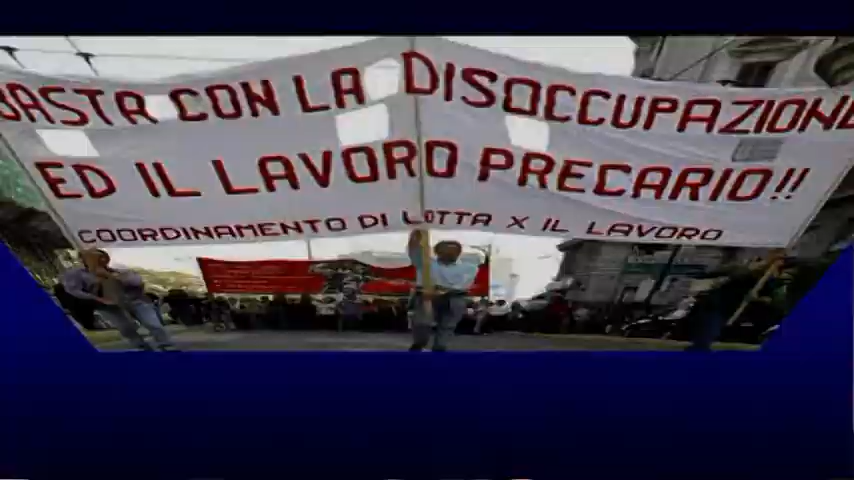 BASTA CON LA DISOCCUPAZIONE
ED IL LAVORO PRECARIO!!
COORDINAMENTO DI LOTTA X IL LAVORO